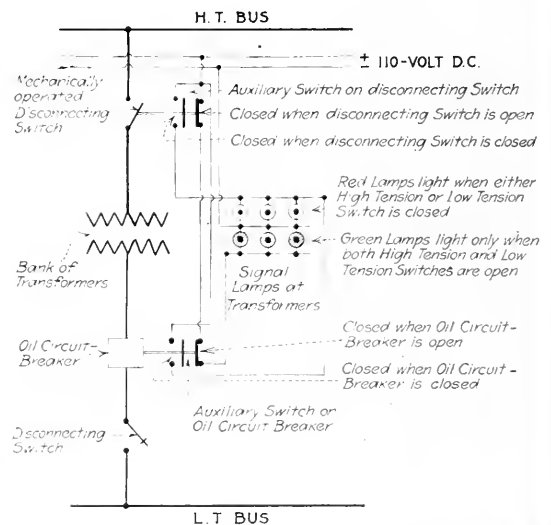 H.T. BUS
± 110-VOLT D.C.
Mechanically
operated
Disconnecting
Switch
Auxiliary Switch on disconnecting Switch
Closed when disconnecting Switch is open
Closed when disconnecting Switch is closed
Red Lamps light when either
High Tension or Low Tension
Switch is closed
Green Lamps light only when
both High Tension and Low
Tension Switches are open
Bank of
Transformers
Signal
Lamps at
Transformers
Oil Circuit-
Breaker
Closed when Oil Circuit-
Breaker is open
Closed when Oil Circuit-
Breaker is closed
Auxiliary Switch on
Oil Circuit Breaker
Disconnecting
Switch
L.T BUS